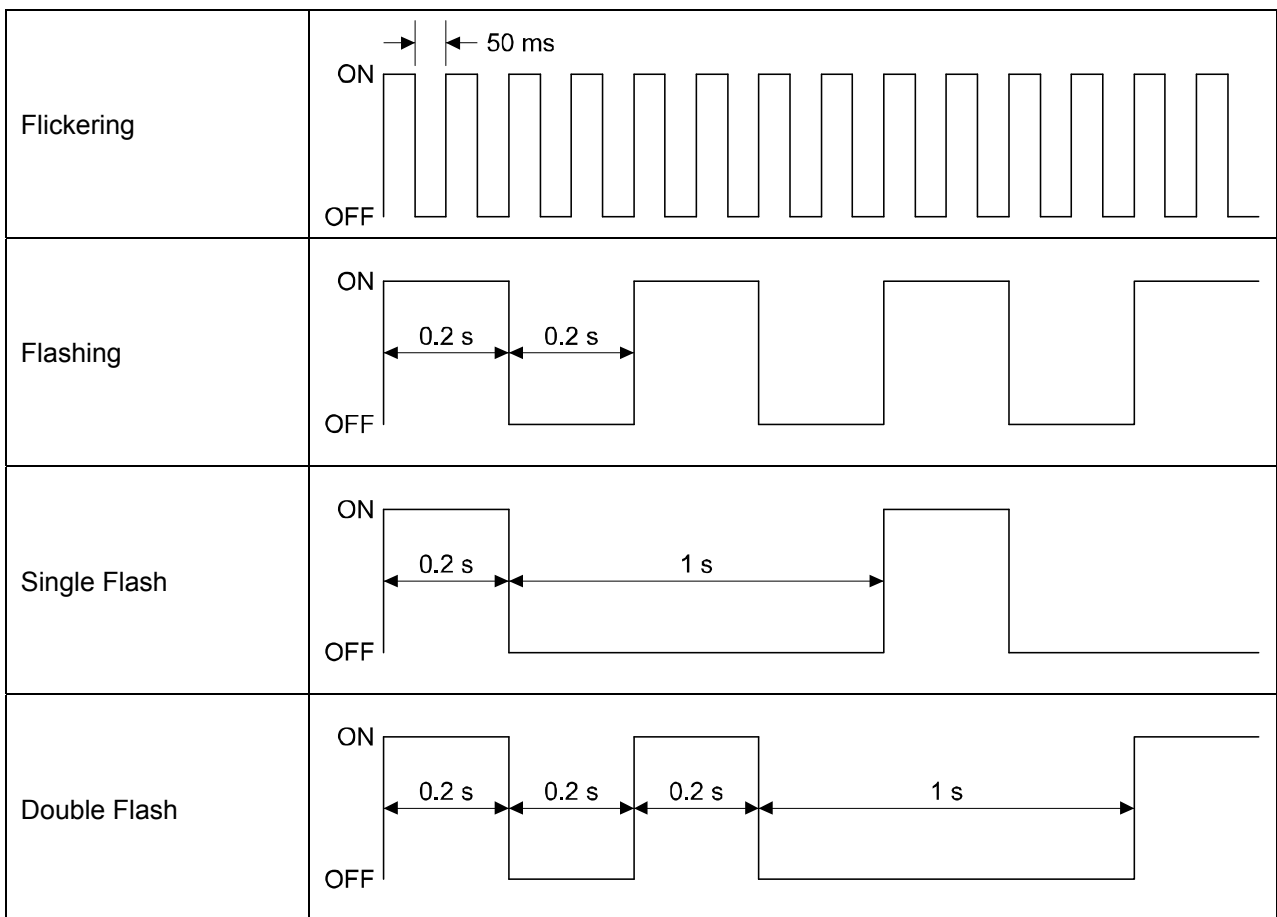 50 ms
ON
Flickering
OFF
ON
0.2 s 0.2 s
Flashing
OFF
ON
0.2 s 1 s
Single Flash
OFF
ON
0.2 s 0.2 s 0.2 s 1 s
Double Flash
OFF